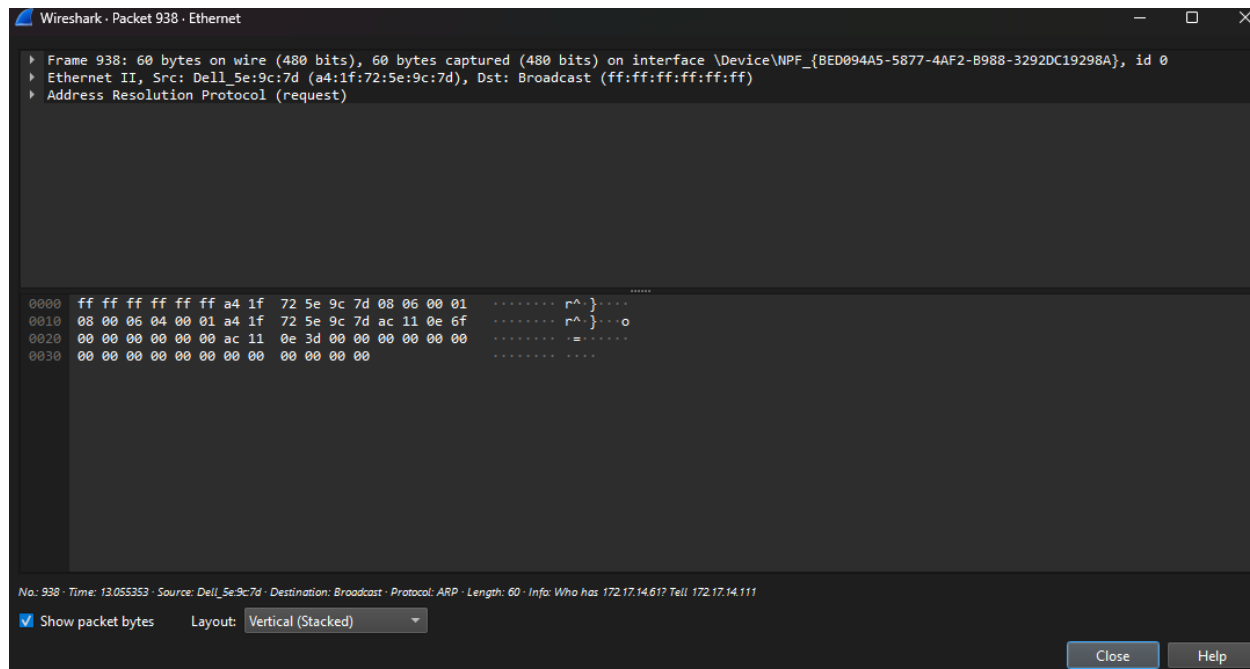 Wireshark · Packet 938 · Ethernet
Frame 938: 60 bytes on wire (480 bits), 60 bytes captured (480 bits) on interface \Device\NPF_{BED094A5-5877-4AF2-B988-3292DC19298A}, id 0
Ethernet II, Src: Dell_5e:9c:7d (a4:1f:72:5e:9c:7d), Dst: Broadcast (ff:ff:ff:ff:ff:ff)
Address Resolution Protocol (request)
0000 ff ff ff ff ff ff a4 1f 72 5e 9c 7d 08 06 00 01 ········ r^·}····
0010 08 00 06 04 00 01 a4 1f 72 5e 9c 7d ac 11 0e 6f ········ r^·}···o
0020 00 00 00 00 00 00 ac 11 0e 3d 00 00 00 00 00 00 ········ ·=······
0030 00 00 00 00 00 00 00 00 00 00 00 00 ········ ····
No.: 938 · Time: 13.055353 · Source: Dell_5e:9c:7d · Destination: Broadcast · Protocol: ARP · Length: 60 · Info: Who has 172.17.14.61? Tell 172.17.14.111
Show packet bytes Layout: Vertical (Stacked)
Close Help